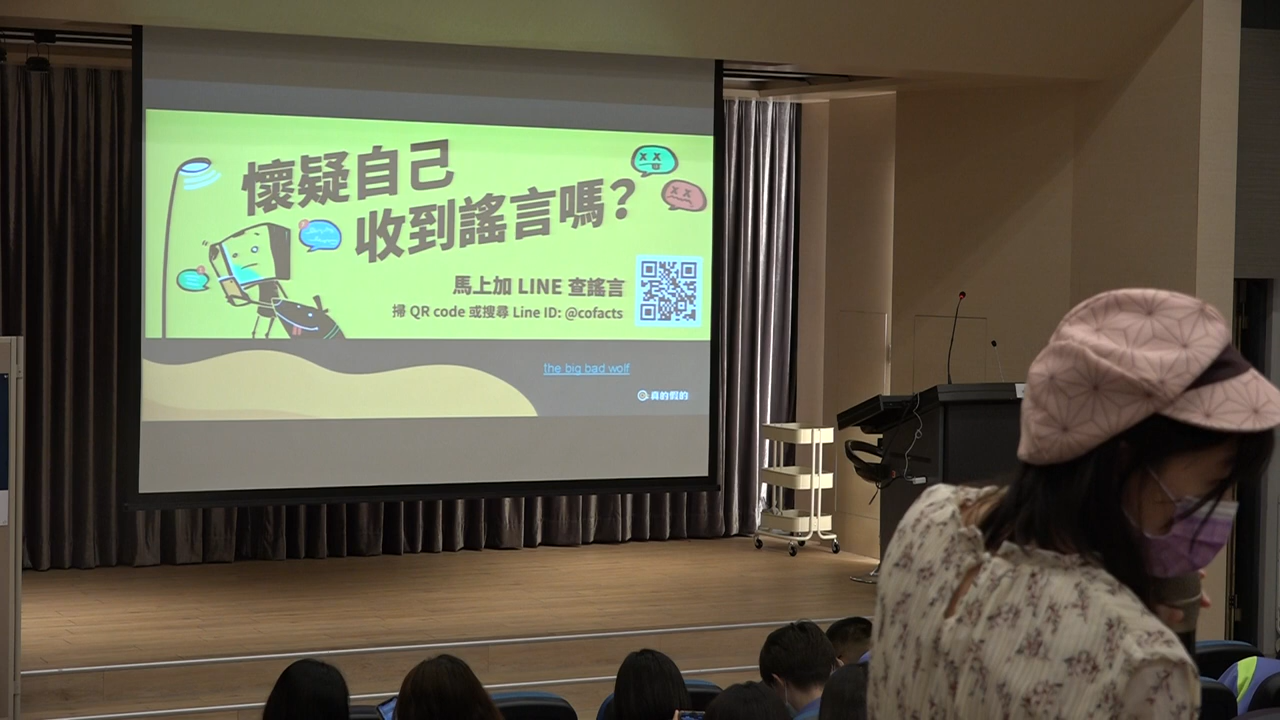 懷疑自己
收到謠言嗎?
馬上加 LINE 查謠言
掃 QR code 或搜尋 Line ID: @cofacts
the big bad wolf
真的假的